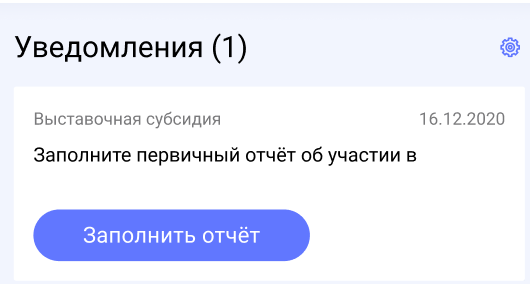 Уведомления (1)
Выставочная субсидия 16.12.2020
Заполните первичный отчёт об участии в
Заполнить отчёт